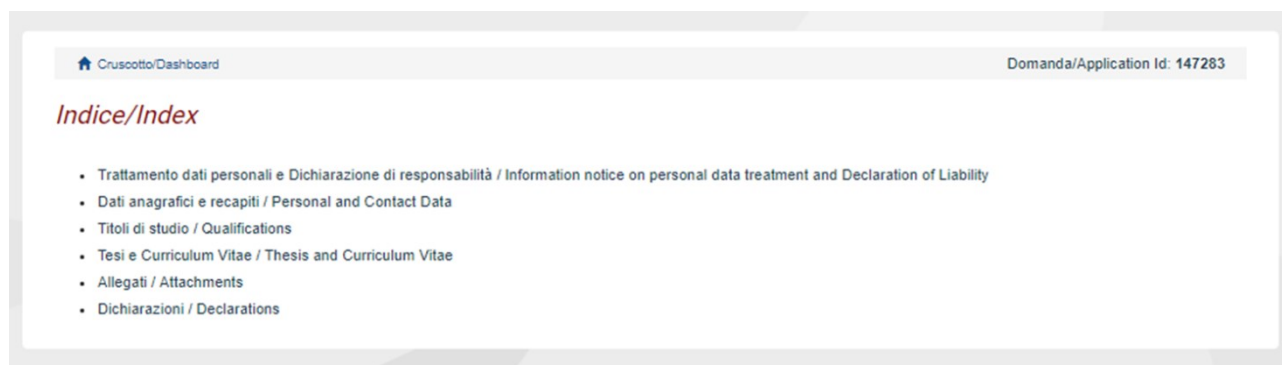 Cruscotto/Dashboard Domanda/Application Id: 147283
Indice/Index
Trattamento dati personali e Dichiarazione di responsabilità / Information notice on personal data treatment and Declaration of Liability
Dati anagrafici e recapiti / Personal and Contact Data
Titoli di studio / Qualifications
Tesi e Curriculum Vitae / Thesis and Curriculum Vitae
Allegati / Attachments
Dichiarazioni / Declarations